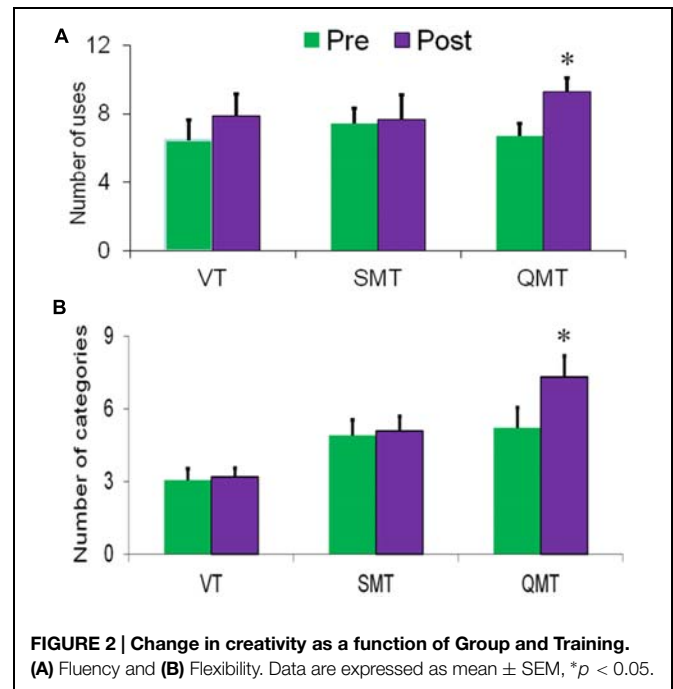 A
Pre Post
12
8
4
0
Number of uses
*
VT SMT QMT
B
9
6
3
0
Number of categories
*
VT SMT QMT
FIGURE 2 | Change in creativity as a function of Group and Training.
(A) Fluency and (B) Flexibility. Data are expressed as mean ± SEM, *p < 0.05.